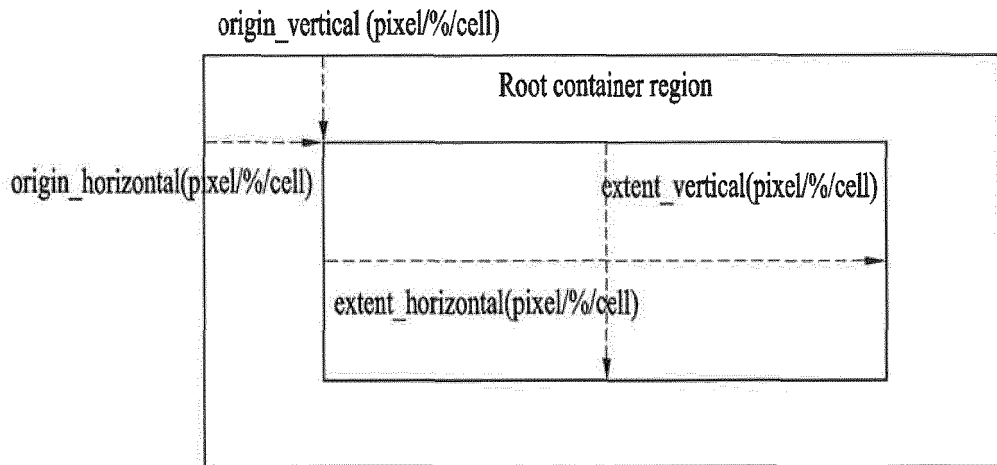 origin_vertical (pixel/%/cell)
Root container region
origin_horizontal(pixel/%/cell)
extent_vertical(pixel/%/cell)
extent_horizontal(pixel/%/cell)